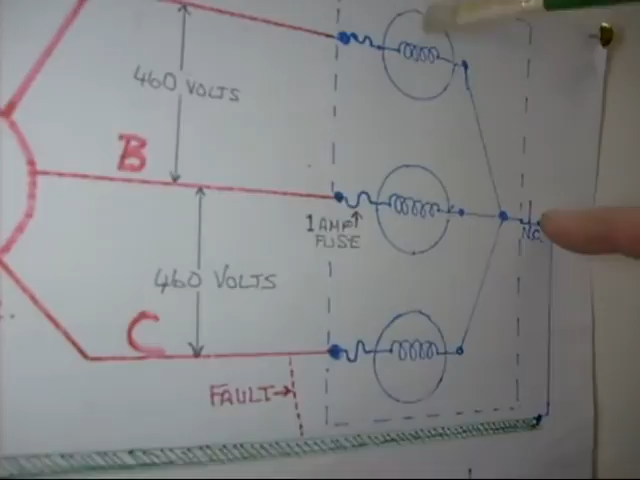 460 VOLTS
B
1 AMP
FUSE
N.C.
460 VOLTS
C
FAULT